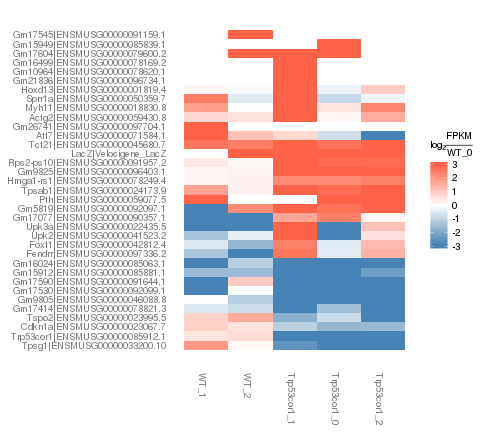 Gm17545|ENSMUSG00000091159.1
Gm15949|ENSMUSG00000085839.1
Gm17604|ENSMUSG00000079600.2
Gm16499|ENSMUSG00000078169.2
Gm10964|ENSMUSG00000078620.1
Gm21836|ENSMUSG00000096734.1
Hoxd13|ENSMUSG00000001819.4
Sprr1a|ENSMUSG00000050359.7
Myh11|ENSMUSG00000018830.8
Actg2|ENSMUSG00000059430.8
Gm26741|ENSMUSG00000097704.1
Atf7|ENSMUSG00000071584.1
Tcf21|ENSMUSG00000045680.7
LacZ|Velocigene_LacZ
Rps2-ps10|ENSMUSG00000091957.2
Gm9825|ENSMUSG00000096403.1
Hmga1-rs1|ENSMUSG00000078249.4
Tpsab1|ENSMUSG00000024173.9
Pth|ENSMUSG00000059077.5
Gm5819|ENSMUSG00000092097.1
Gm17077|ENSMUSG00000090357.1
Upk3a|ENSMUSG00000022435.5
Upk2|ENSMUSG00000041523.2
Foxf1|ENSMUSG00000042812.4
Fendrr|ENSMUSG00000097336.2
Gm16024|ENSMUSG00000085063.1
Gm15912|ENSMUSG00000085881.1
Gm17590|ENSMUSG00000091644.1
Gm17530|ENSMUSG00000092099.1
Gm9805|ENSMUSG00000046088.8
Gm17414|ENSMUSG00000078821.3
Tspo2|ENSMUSG00000023995.5
Cdkn1a|ENSMUSG00000023067.7
Trp53cor1|ENSMUSG00000085912.1
Tpsg1|ENSMUSG00000033200.10
WT_1
WT_2
Trp53cor1_1
Trp53cor1_0
Trp53cor1_2
log2 FPKM
WT_0
3
2
1
0
-1
-2
-3